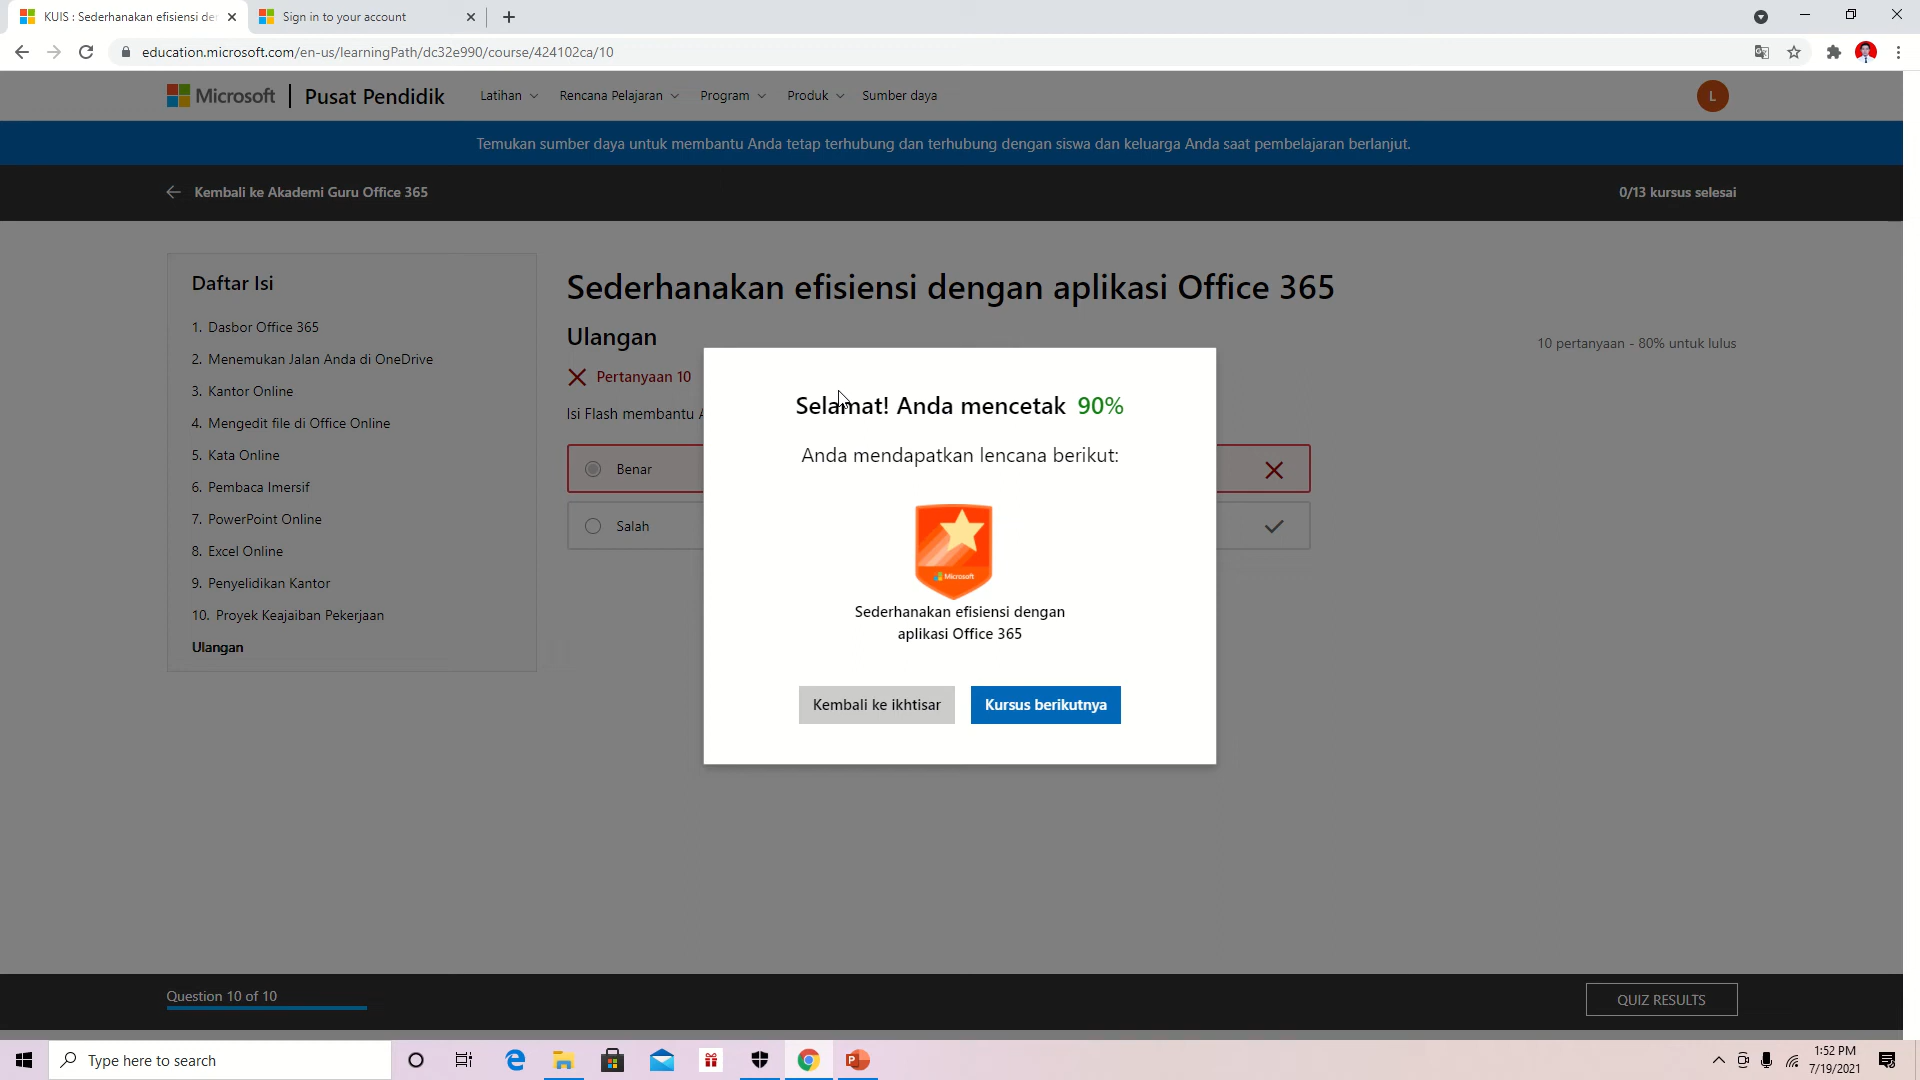 KUIS : Sederhanakan efisiensi der
Sign in to your account
education.microsoft.com/en-us/learningPath/dc32e990/course/424102ca/10
Microsoft
Pusat Pendidik
Latihan
Rencana Pelajaran
Program
Produk
Sumber daya
L
Temukan sumber daya untuk membantu Anda tetap terhubung dan terhubung dengan siswa dan keluarga Anda saat pembelajaran berlanjut.
Kembali ke Akademi Guru Office 365
0/13 kursus selesai
Daftar Isi
1. Dasbor Office 365
2. Menemukan Jalan Anda di OneDrive
3. Kantor Online
4. Mengedit file di Office Online
5. Kata Online
6. Pembaca Imersif
7. PowerPoint Online
8. Excel Online
9. Penyelidikan Kantor
10. Proyek Keajaiban Pekerjaan
Ulangan
Sederhanakan efisiensi dengan aplikasi Office 365
Ulangan
10 pertanyaan - 80% untuk lulus
Pertanyaan 10
Isi Flash membantu
Benar
Salah
Selamat! Anda mencetak 90%
Anda mendapatkan lencana berikut:
Microsoft
Sederhanakan efisiensi dengan
aplikasi Office 365
Kembali ke ikhtisar
Kursus berikutnya
Question 10 of 10
QUIZ RESULTS
Type here to search
1:52 PM
7/19/2021